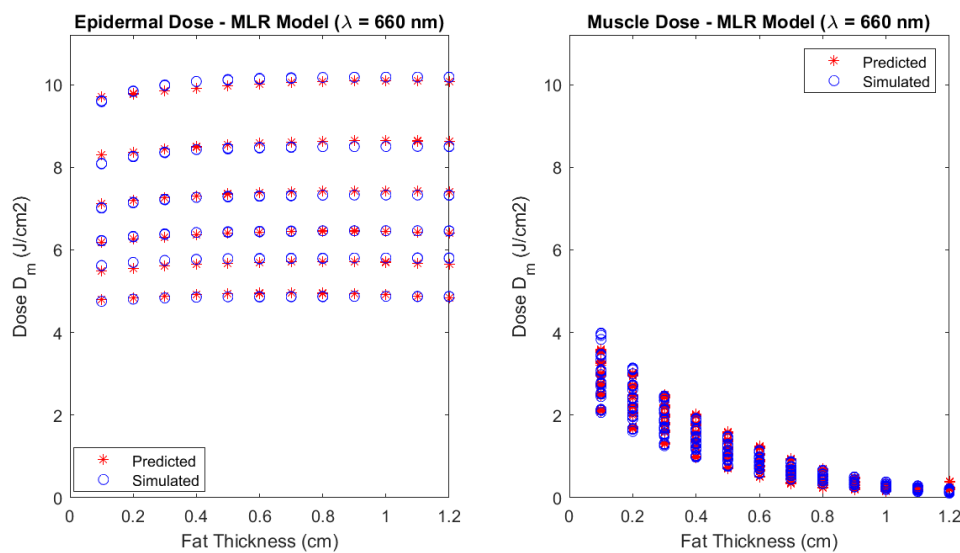 Epidermal Dose - MLR Model (λ = 660 nm)
Dose D_m (J/cm2)
10
8
6
4
2
0
Predicted
Simulated
0 0.2 0.4 0.6 0.8 1 1.2
Fat Thickness (cm)
Muscle Dose - MLR Model (λ = 660 nm)
Dose D_m (J/cm2)
10
8
6
4
2
0
Predicted
Simulated
0 0.2 0.4 0.6 0.8 1 1.2
Fat Thickness (cm)